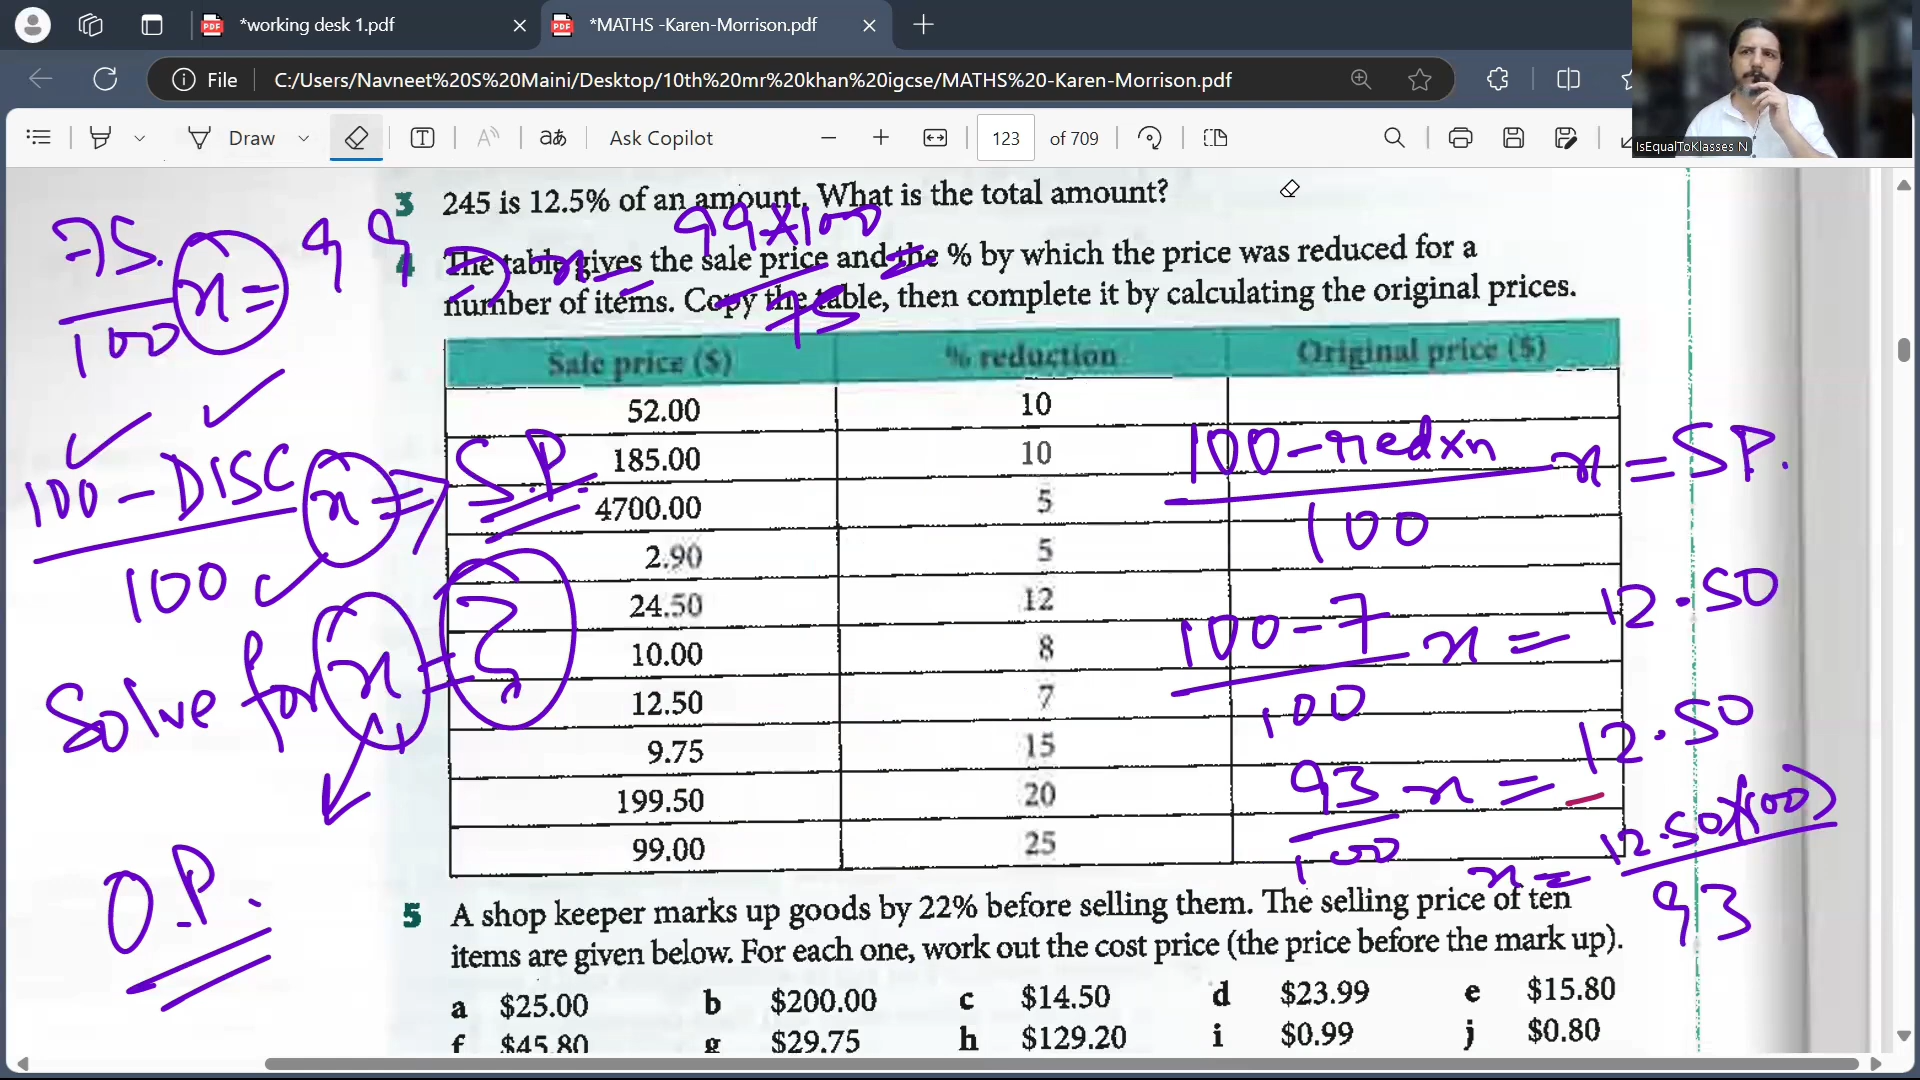 *working desk 1.pdf
*MATHS -Karen-Morrison.pdf
File
C:/Users/Navneet%20S%20Maini/Desktop/10th%20mr%20khan%20igcse/MATHS%20-Karen-Morrison.pdf
Draw
Ask Copilot
123 of 709
IsEqualToKlasses N
3 245 is 12.5% of an amount. What is the total amount?
4 The table gives the sale price and the % by which the price was reduced for a
number of items. Copy the table, then complete it by calculating the original prices.
Sale price ($) % reduction Original price ($)
52.00 10
185.00 10
4700.00 5
2.90 5
24.50 12
10.00 8
12.50 7
9.75 15
199.50 20
99.00 25
5 A shop keeper marks up goods by 22% before selling them. The selling price of ten
items are given below. For each one, work out the cost price (the price before the mark up).
a $25.00 b $200.00 c $14.50 d $23.99 e $15.80
f $45.80 g $29.75 h $129.20 i $0.99 j $0.80
75
100 x = 99
=> x = 99 x 100
75
100 - DISC
100 x => S.P
Solve for x = ?
O.P.
100 - redxn
100 x = S P.
100 - 7
100 x = 12.50
93
100 x = 12.50
x = 12.50 (100)
93